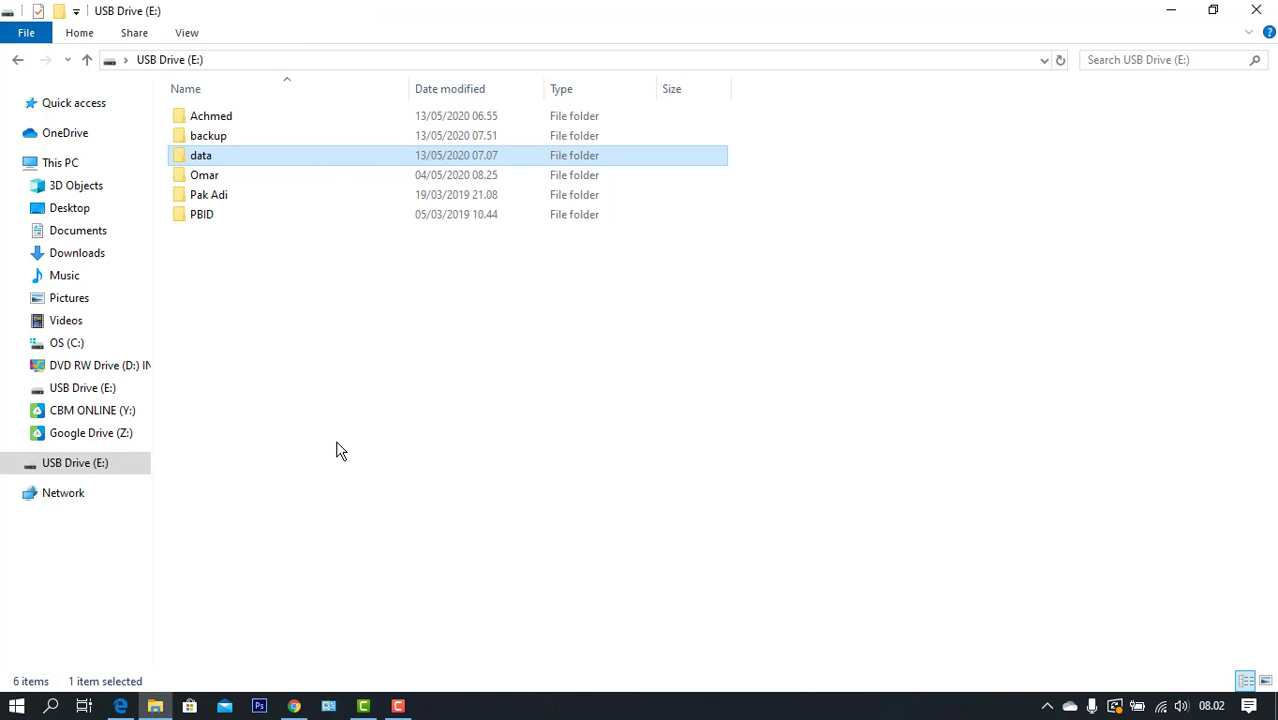 USB Drive (E:)
File Home Share View
USB Drive (E:) Search USB Drive (E:)
Name Date modified Type Size
Quick access
OneDrive
This PC
3D Objects
Desktop
Documents
Downloads
Music
Pictures
Videos
OS (C:)
DVD RW Drive (D:) IN
USB Drive (E:)
CBM ONLINE (Y:)
Google Drive (Z:)
USB Drive (E:)
Network
Achmed 13/05/2020 06.55 File folder
backup 13/05/2020 07.51 File folder
data 13/05/2020 07.07 File folder
Omar 04/05/2020 08.25 File folder
Pak Adi 19/03/2019 21.08 File folder
PBID 05/03/2019 10.44 File folder
6 items 1 item selected
Ps C C 08.02